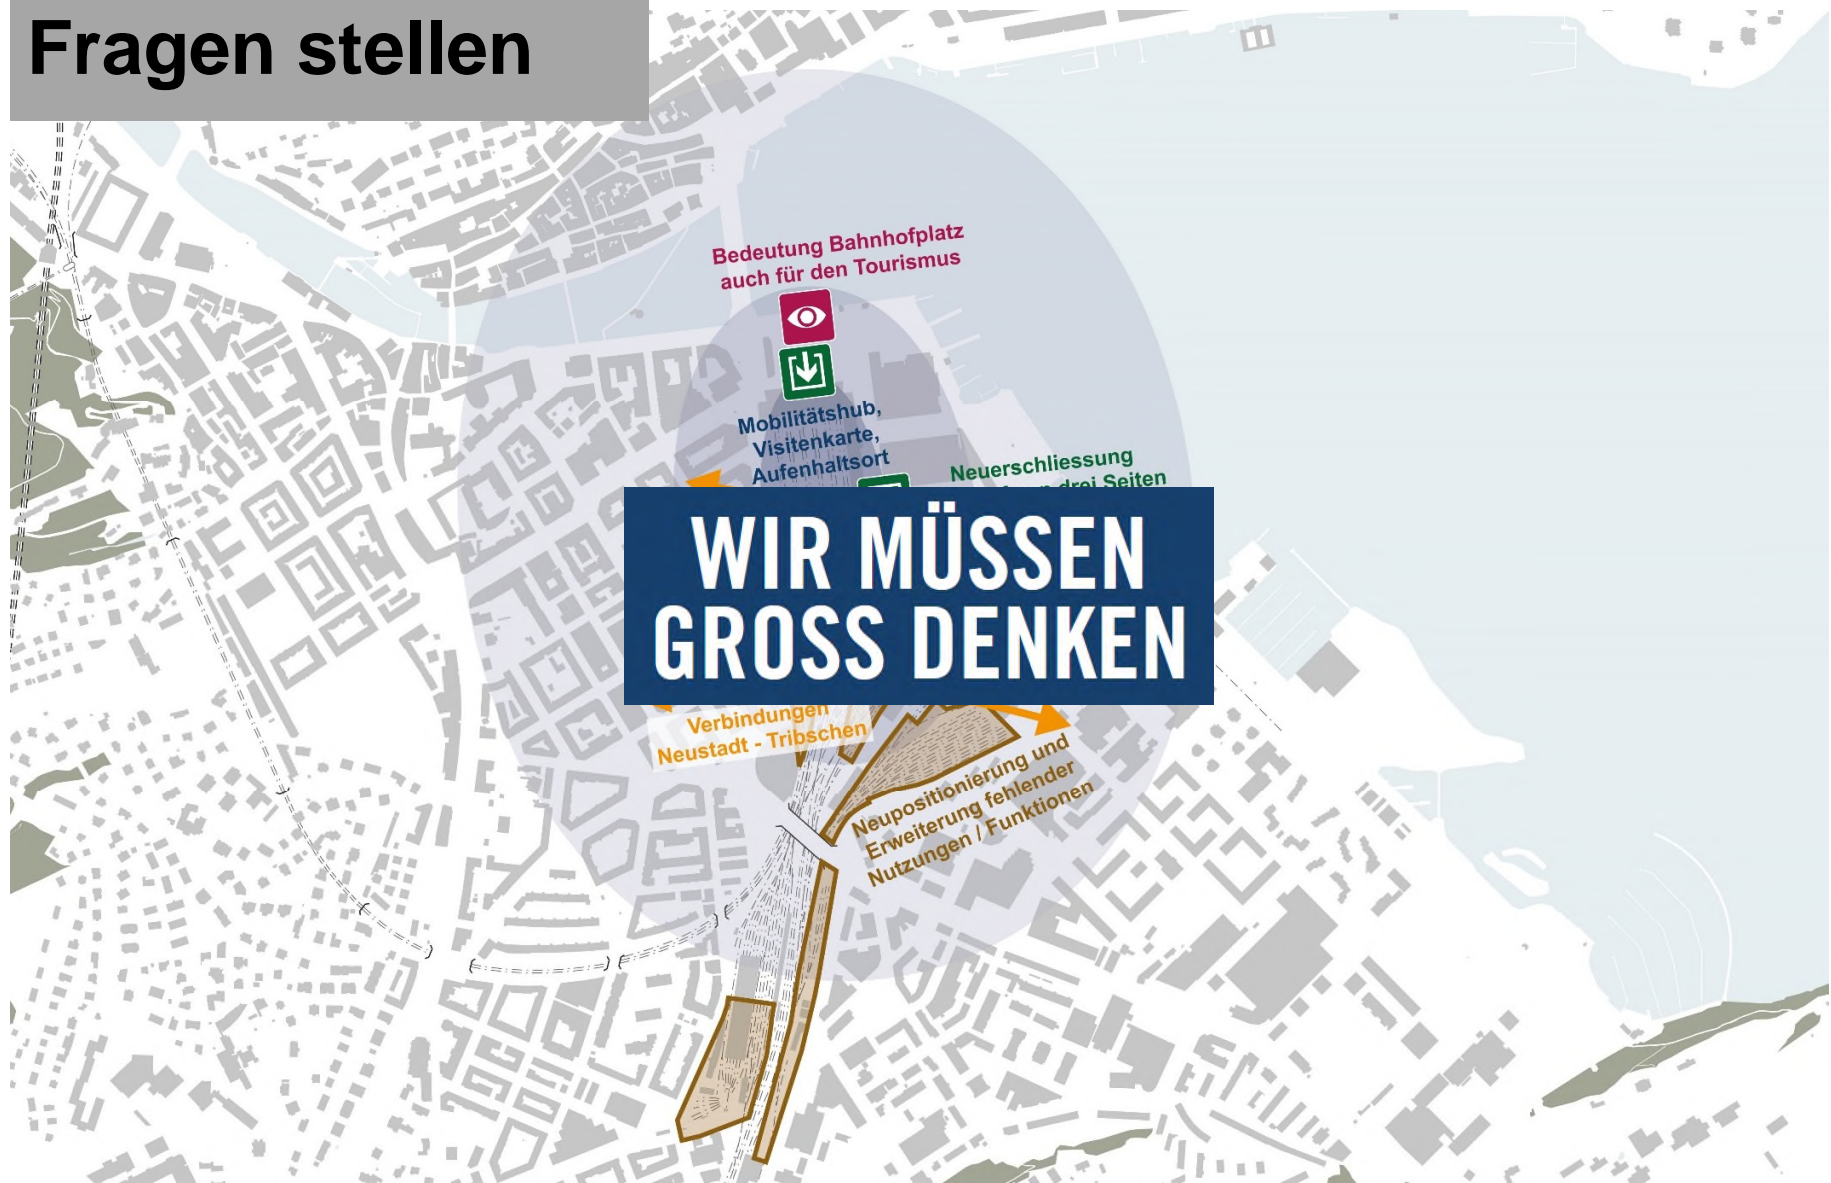 Fragen stellen
Bedeutung Bahnhofplatz
auch für den Tourismus
Mobilitätshub,
Visitenkarte,
Aufenthaltsort
Neuerschliessung
drei Seiten
WIR MÜSSEN
GROSS DENKEN
Verbindungen
Neustadt - Tribschen
Neupositionierung und
Erweiterung fehlender
Nutzungen / Funktionen